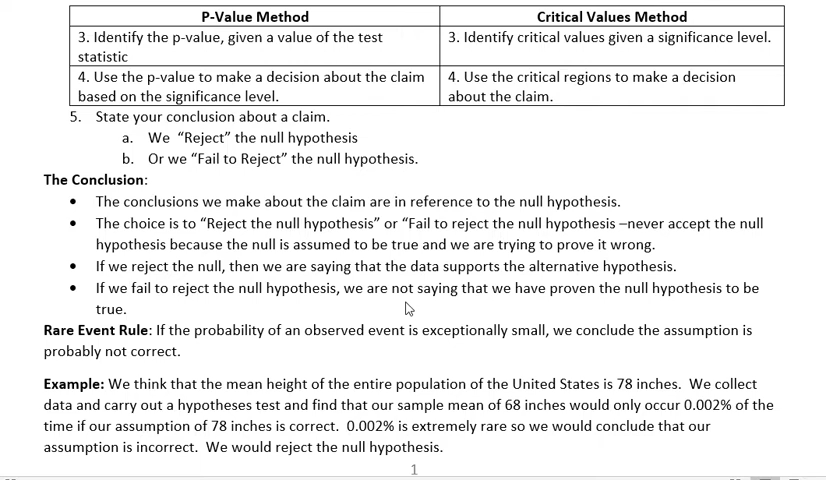 P-Value Method
Critical Values Method
3. Identify the p-value, given a value of the test
statistic
3. Identify critical values given a significance level.
4. Use the p-value to make a decision about the claim
based on the significance level.
4. Use the critical regions to make a decision
about the claim.
5. State your conclusion about a claim.
a. We “Reject” the null hypothesis
b. Or we “Fail to Reject” the null hypothesis.
The Conclusion:
• The conclusions we make about the claim are in reference to the null hypothesis.
• The choice is to “Reject the null hypothesis” or “Fail to reject the null hypothesis –never accept the null
hypothesis because the null is assumed to be true and we are trying to prove it wrong.
• If we reject the null, then we are saying that the data supports the alternative hypothesis.
• If we fail to reject the null hypothesis, we are not saying that we have proven the null hypothesis to be
true.
Rare Event Rule: If the probability of an observed event is exceptionally small, we conclude the assumption is
probably not correct.
Example: We think that the mean height of the entire population of the United States is 78 inches. We collect
data and carry out a hypotheses test and find that our sample mean of 68 inches would only occur 0.002% of the
time if our assumption of 78 inches is correct. 0.002% is extremely rare so we would conclude that our
assumption is incorrect. We would reject the null hypothesis.
1